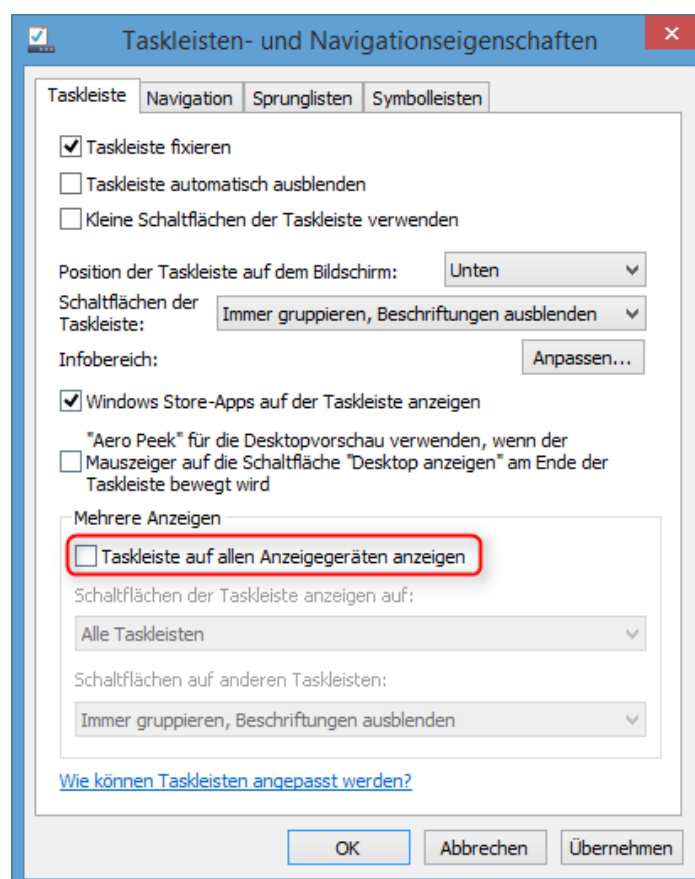 Taskleisten- und Navigationseigenschaften
Taskleiste Navigation Sprunglisten Symbolleisten
Taskleiste fixieren
Taskleiste automatisch ausblenden
Kleine Schaltflächen der Taskleiste verwenden
Position der Taskleiste auf dem Bildschirm: Unten
Schaltflächen der
Taskleiste:
Immer gruppieren, Beschriftungen ausblenden
Infobereich: Anpassen...
Windows Store-Apps auf der Taskleiste anzeigen
"Aero Peek" für die Desktopvorschau verwenden, wenn der
Mauszeiger auf die Schaltfläche "Desktop anzeigen" am Ende der
Taskleiste bewegt wird
Mehrere Anzeigen
Taskleiste auf allen Anzeigegeräten anzeigen
Schaltflächen der Taskleiste anzeigen auf:
Alle Taskleisten
Schaltflächen auf anderen Taskleisten:
Immer gruppieren, Beschriftungen ausblenden
Wie können Taskleisten angepasst werden?
OK Abbrechen Übernehmen